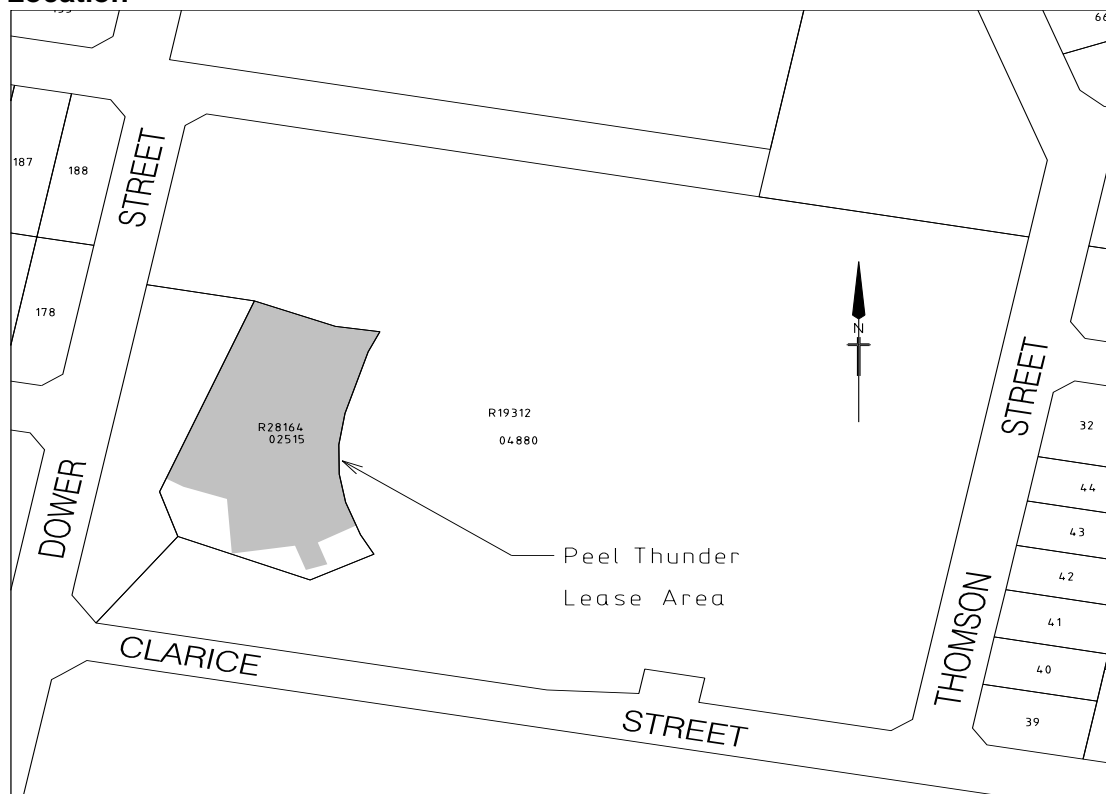 Location
187
188
STREET
178
R28164
02515
R19312
04880
N
STREET
32
44
43
42
41
40
39
DOWER
Peel Thunder
Lease Area
THOMSON
CLARICE
STREET